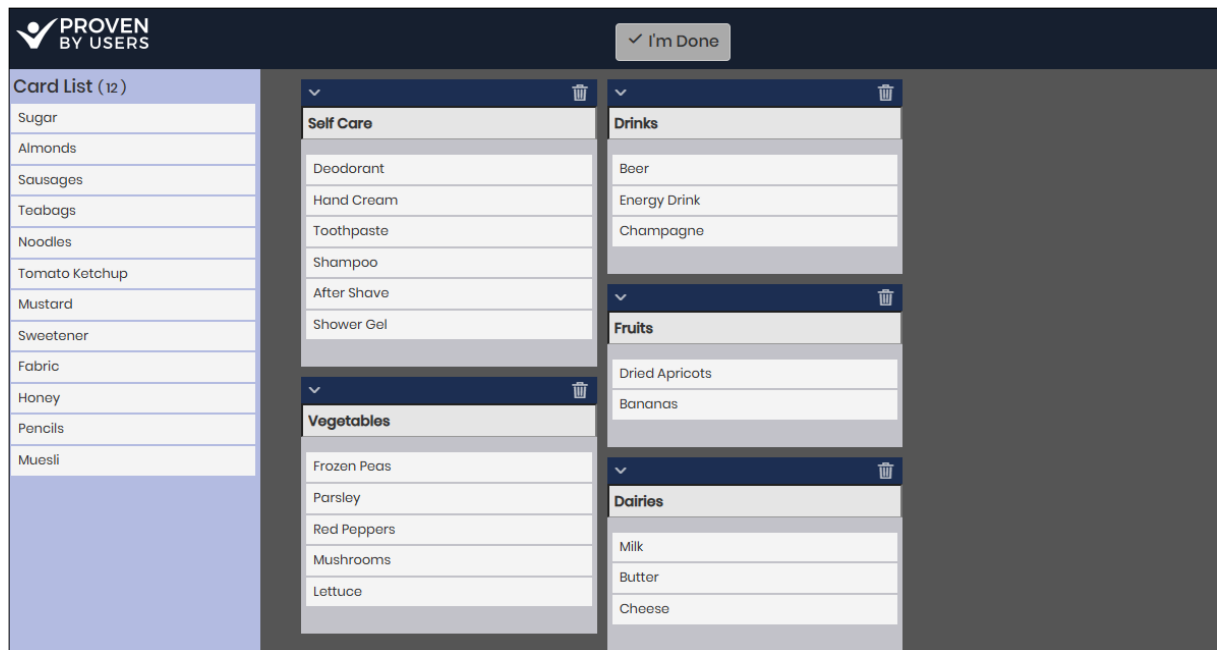 PROVEN
BY USERS
I'm Done
Card List (12)
Sugar
Almonds
Sausages
Teabags
Noodles
Tomato Ketchup
Mustard
Sweetener
Fabric
Honey
Pencils
Muesli
Self Care
Deodorant
Hand Cream
Toothpaste
Shampoo
After Shave
Shower Gel
Vegetables
Frozen Peas
Parsley
Red Peppers
Mushrooms
Lettuce
Drinks
Beer
Energy Drink
Champagne
Fruits
Dried Apricots
Bananas
Dairies
Milk
Butter
Cheese